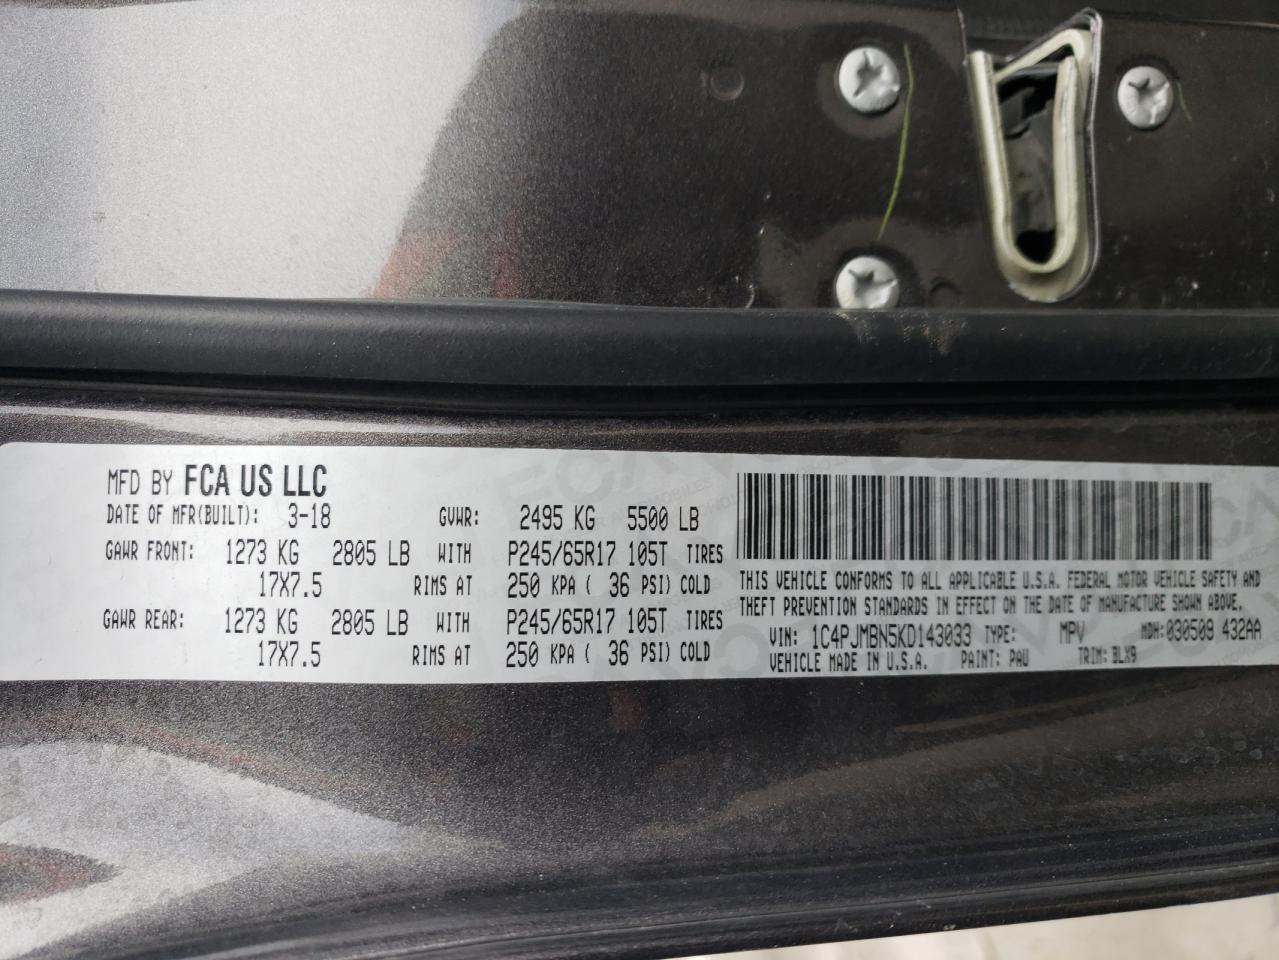 MFD BY FCA US LLC
DATE OF MFR(BUILT): 3-18 GVWR: 2495 KG 5500 LB
GAWR FRONT: 1273 KG 2805 LB WITH P245/65R17 105T TIRES
17X7.5 RIMS AT 250 KPA ( 36 PSI) COLD
GAWR REAR: 1273 KG 2805 LB WITH P245/65R17 105T TIRES
17X7.5 RIMS AT 250 KPA ( 36 PSI) COLD
THIS VEHICLE CONFORMS TO ALL APPLICABLE U.S.A. FEDERAL MOTOR VEHICLE SAFETY AND
THEFT PREVENTION STANDARDS IN EFFECT ON THE DATE OF MANUFACTURE SHOWN ABOVE.
VIN: 1C4PJMBN5KD143033 TYPE: MPV MDH: 030509 432AA
VEHICLE MADE IN U.S.A. PAINT: PAU TRIM: BLX9